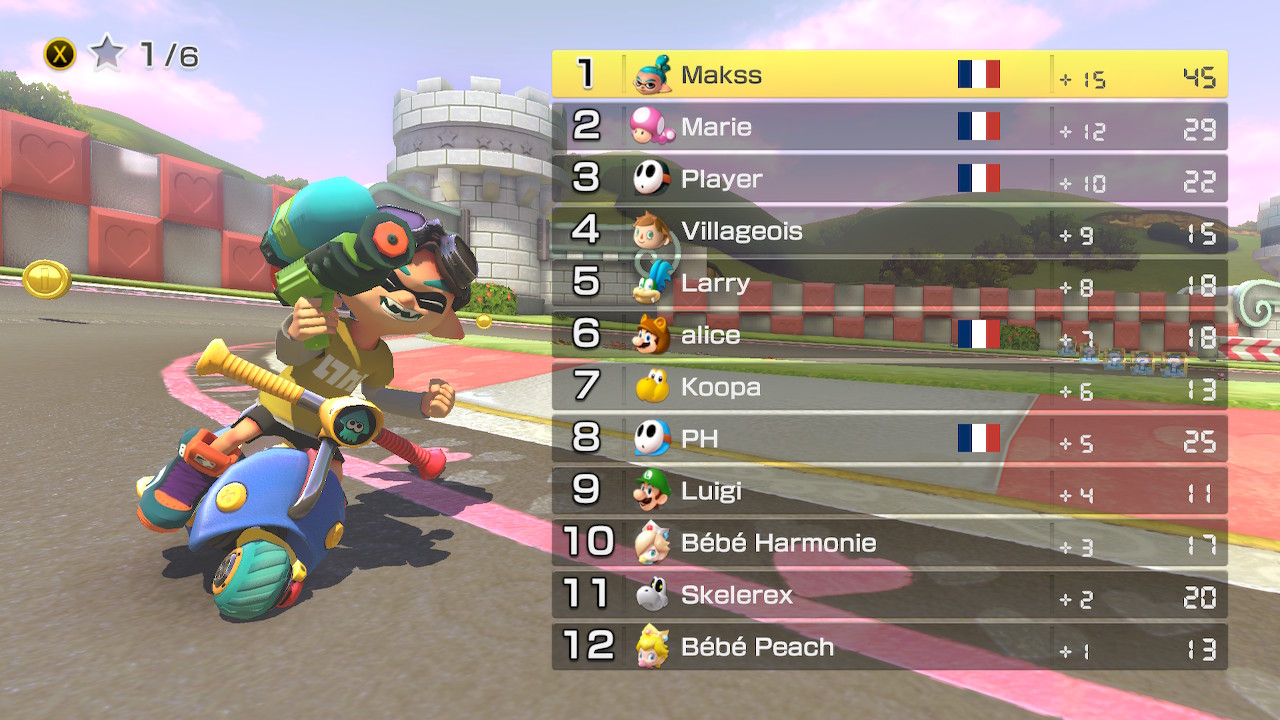 X 1/6
1 Makss + 15 45
2 Marie + 12 29
3 Player + 10 22
4 Villageois + 9 15
5 Larry + 8 18
6 alice + 7 18
7 Koopa + 6 13
8 PH + 5 25
9 Luigi + 4 11
10 Bébé Harmonie + 3 17
11 Skelerex + 2 20
12 Bébé Peach + 1 13